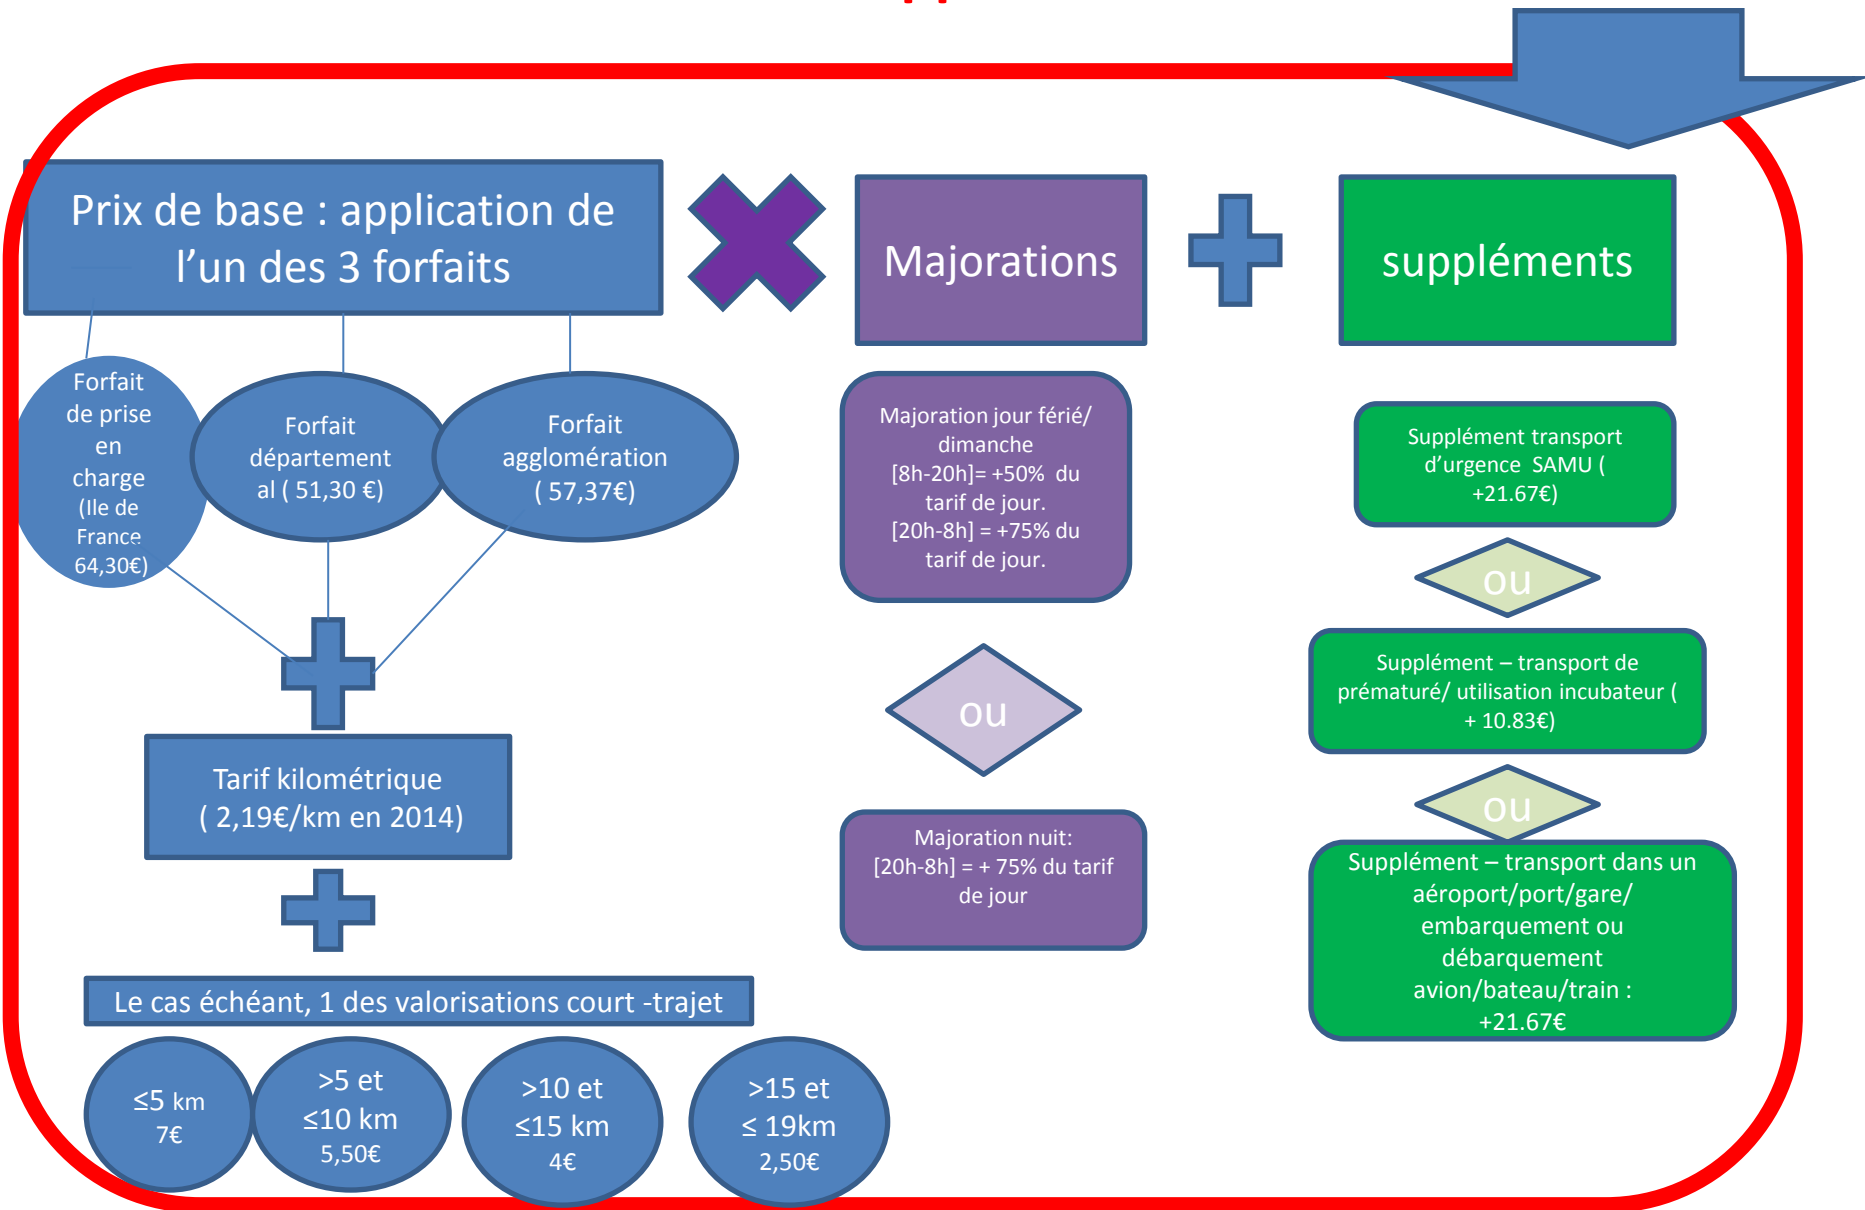 Prix de base : application de
l’un des 3 forfaits
Majorations
suppléments
Forfait
de prise
en
charge
(Ile de
France
64,30€)
Forfait
département
al ( 51,30 €)
Forfait
agglomération
( 57,37€)
Tarif kilométrique
( 2,19€/km en 2014)
Le cas échéant, 1 des valorisations court -trajet
≤5 km
7€
>5 et
≤10 km
5,50€
>10 et
≤15 km
4€
>15 et
≤ 19km
2,50€
Majoration jour férié/
dimanche
[8h-20h]= +50% du
tarif de jour.
[20h-8h] = +75% du
tarif de jour.
ou
Majoration nuit:
[20h-8h] = + 75% du tarif
de jour
Supplément transport
d’urgence SAMU (
+21.67€)
ou
Supplément – transport de
prématuré/ utilisation incubateur (
+ 10.83€)
ou
Supplément – transport dans un
aéroport/port/gare/
embarquement ou
débarquement
avion/bateau/train :
+21.67€